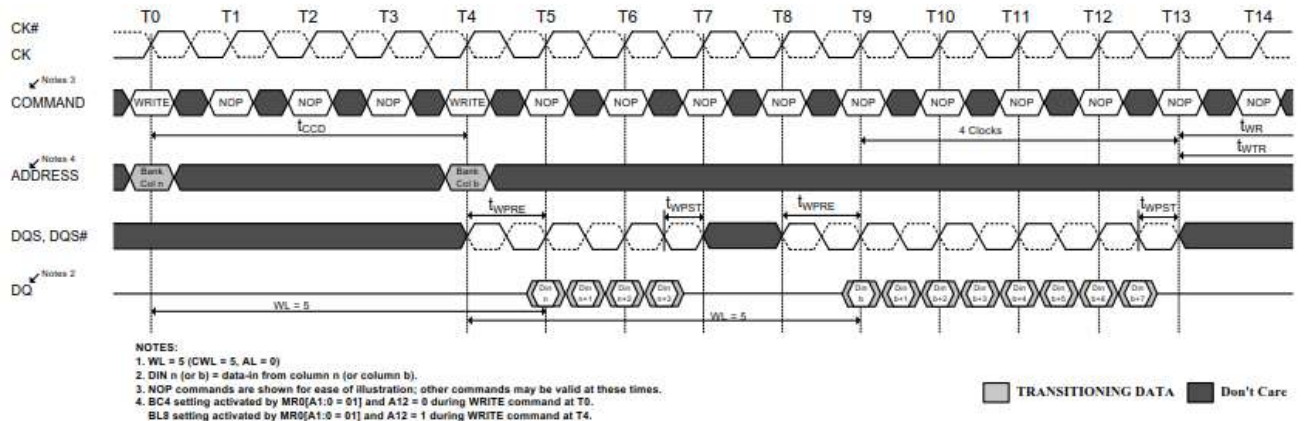 T0 T1 T2 T3 T4 T5 T6 T7 T8 T9 T10 T11 T12 T13 T14
CK#
CK
Notes 3
COMMAND
WRITE NOP NOP NOP WRITE NOP NOP NOP NOP NOP NOP NOP NOP NOP NOP
tCCD
4 Clocks
tWR
tWTR
Notes 4
ADDRESS
Bank Bank
Col n Col b
tWPRE tWPST tWPRE tWPST
DQS, DQS#
Notes 2
DQ
Din Din Din Din Din Din Din Din Din Din Din Din
n n+1 n+2 n+3 b b+1 b+2 b+3 b+4 b+5 b+6 b+7
WL = 5
WL = 5
NOTES:
1. WL = 5 (CWL = 5, AL = 0)
2. DIN n (or b) = data-in from column n (or column b).
3. NOP commands are shown for ease of illustration; other commands may be valid at these times.
4. BC4 setting activated by MR0[A1:0 = 01] and A12 = 0 during WRITE command at T0.
BL8 setting activated by MR0[A1:0 = 01] and A12 = 1 during WRITE command at T4.
TRANSITIONING DATA Don't Care